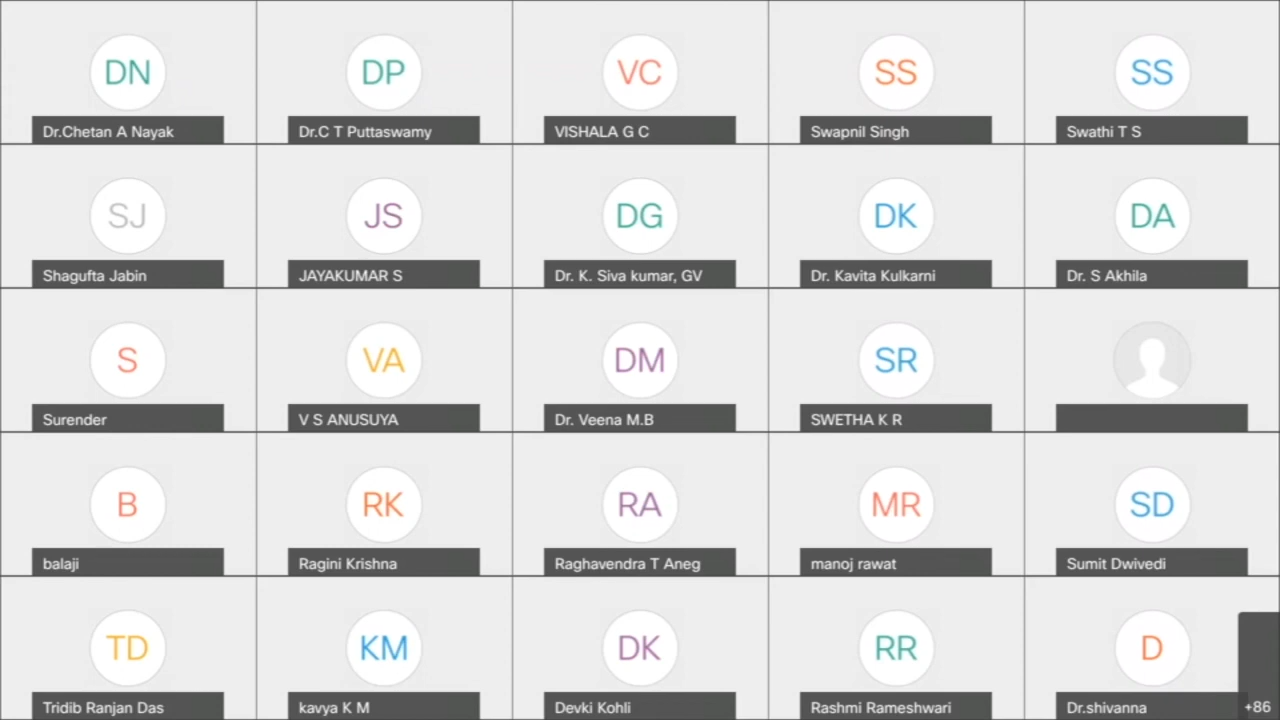 DN
DP
VC
SS
SS
Dr.Chetan A Nayak
Dr.C T Puttaswamy
VISHALA G C
Swapnil Singh
Swathi T S
SJ
JS
DG
DK
DA
Shagufta Jabin
JAYAKUMAR S
Dr. K. Siva kumar, GV
Dr. Kavita Kulkarni
Dr. S Akhila
S
VA
DM
SR
Surender
V S ANUSUYA
Dr. Veena M.B
SWETHA K R
B
RK
RA
MR
SD
balaji
Ragini Krishna
Raghavendra T Aneg
manoj rawat
Sumit Dwivedi
TD
KM
DK
RR
D
Tridib Ranjan Das
kavya K M
Devki Kohli
Rashmi Rameshwari
Dr.shivanna
+86